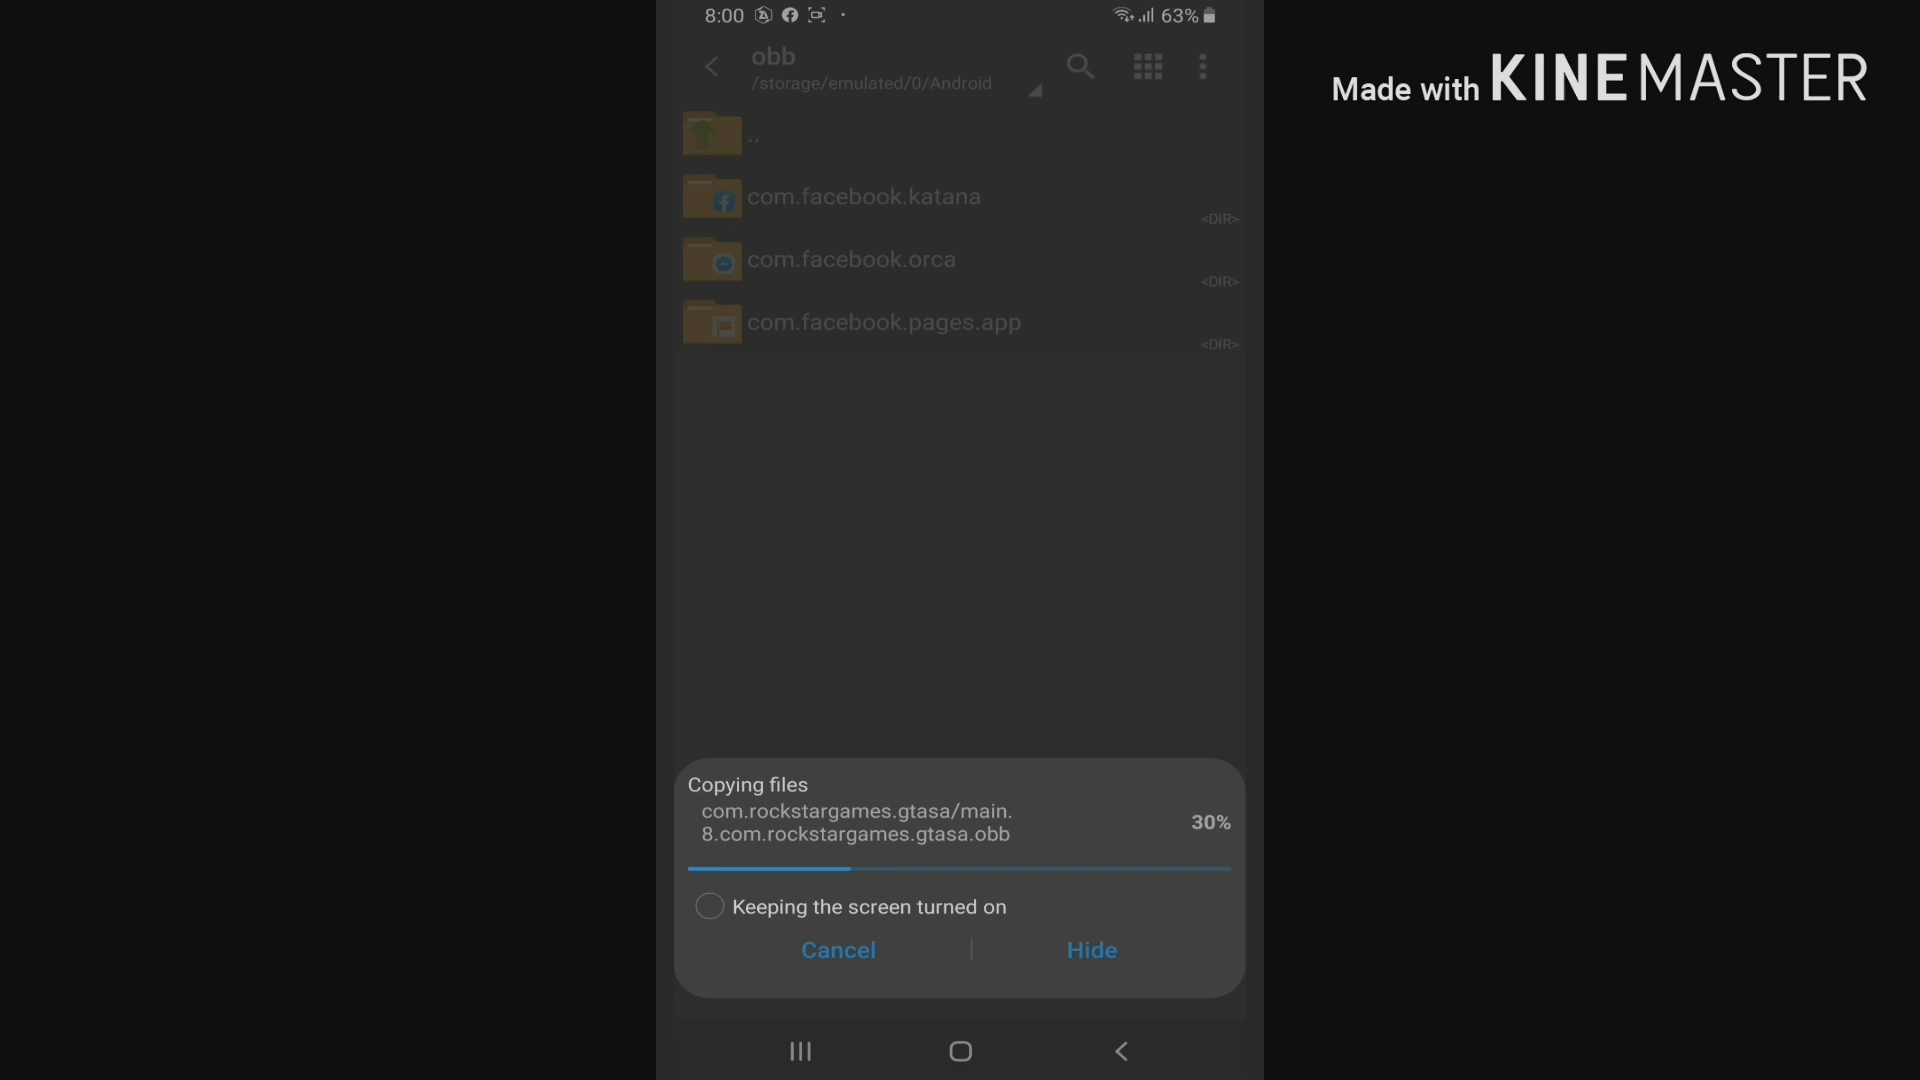 8:00
63%
Made with KINEMASTER
obb
/storage/emulated/0/Android
..
com.facebook.katana
<DIR>
com.facebook.orca
<DIR>
com.facebook.pages.app
<DIR>
Copying files
com.rockstargames.gtasa/main.
8.com.rockstargames.gtasa.obb
30%
Keeping the screen turned on
Cancel | Hide